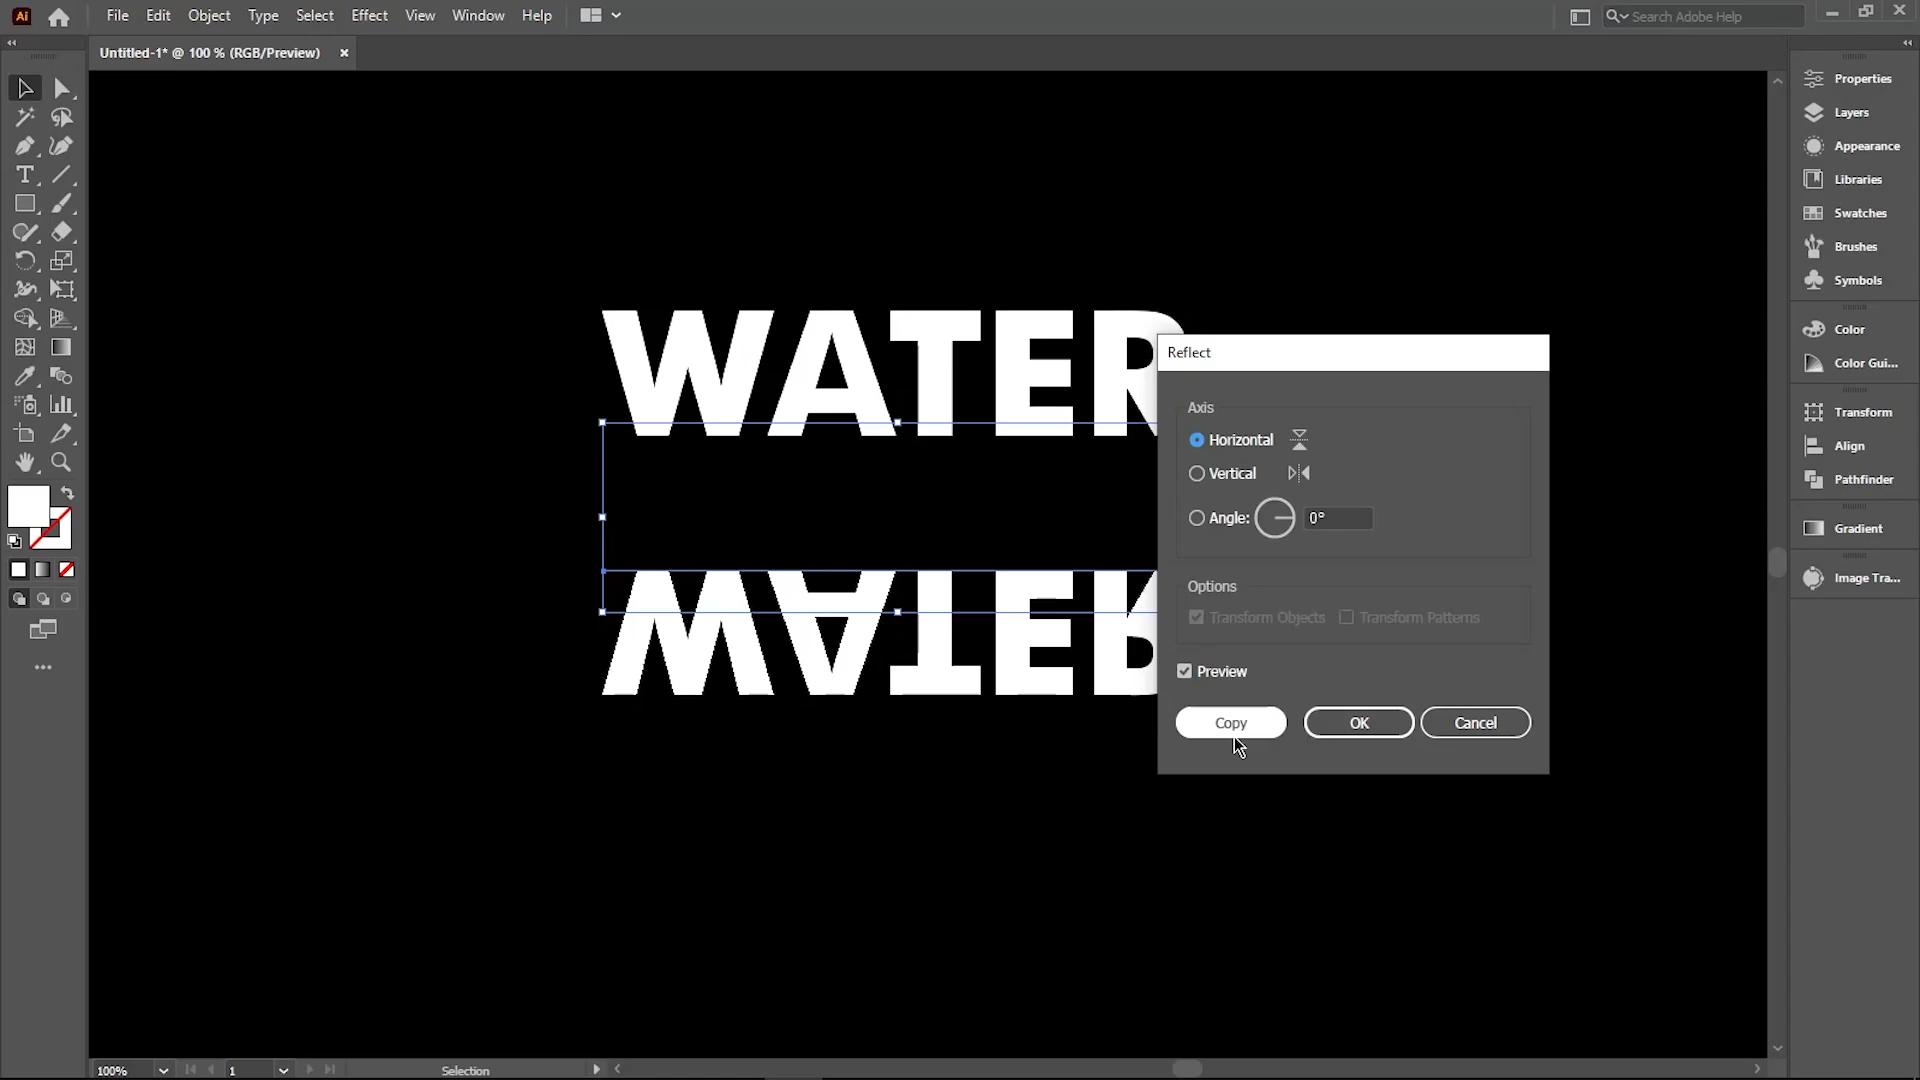 Ai File Edit Object Type Select Effect View Window Help Search Adobe Help
Untitled-1* @ 100 % (RGB/Preview)
Properties
Layers
Appearance
Libraries
Swatches
Brushes
Symbols
Color
Color Gui...
Transform
Align
Pathfinder
Gradient
Image Tra...
WATER
WATER
Reflect
Axis
Horizontal
Vertical
Angle: 0°
Options
Transform Objects Transform Patterns
Preview
Copy OK Cancel
100% 1 Selection